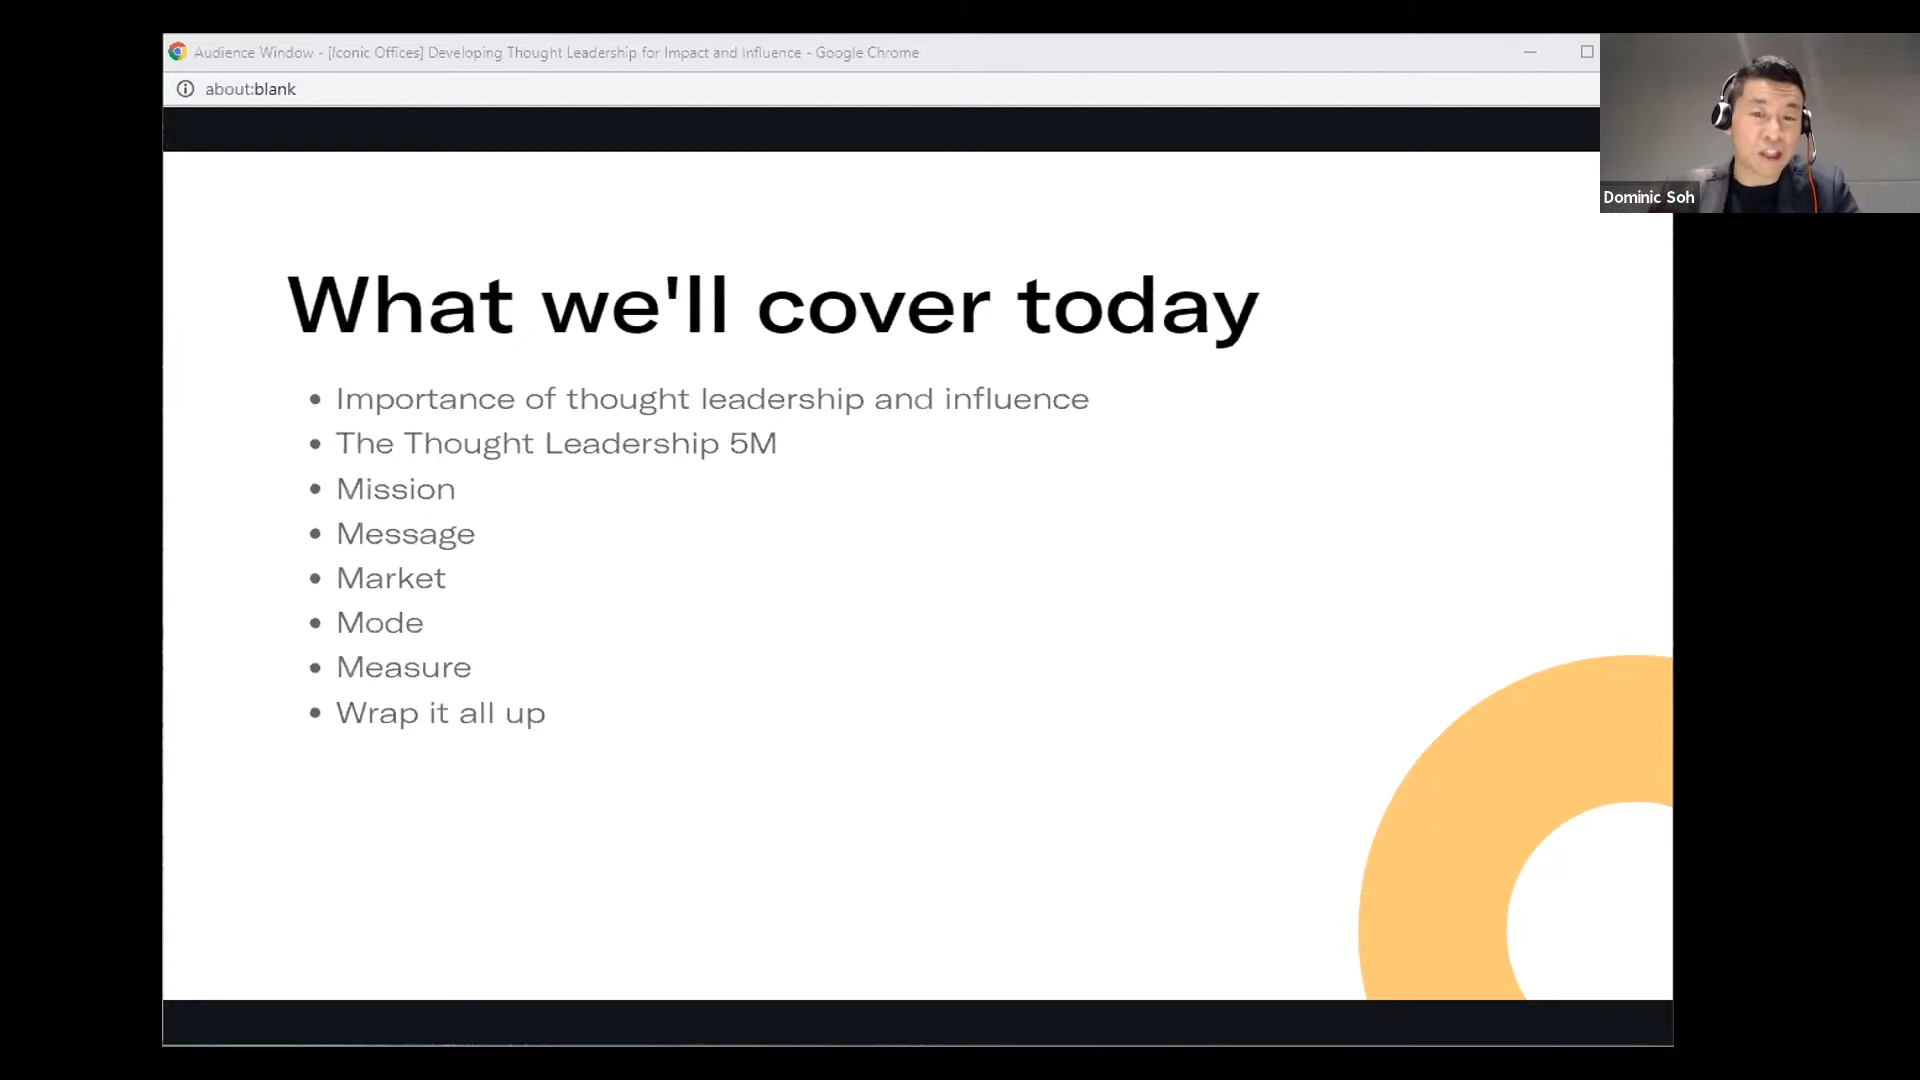 Audience Window - [Iconic Offices] Developing Thought Leadership for Impact and Influence - Google Chrome
about:blank
Dominic Soh
What we'll cover today
• Importance of thought leadership and influence
• The Thought Leadership 5M
• Mission
• Message
• Market
• Mode
• Measure
• Wrap it all up